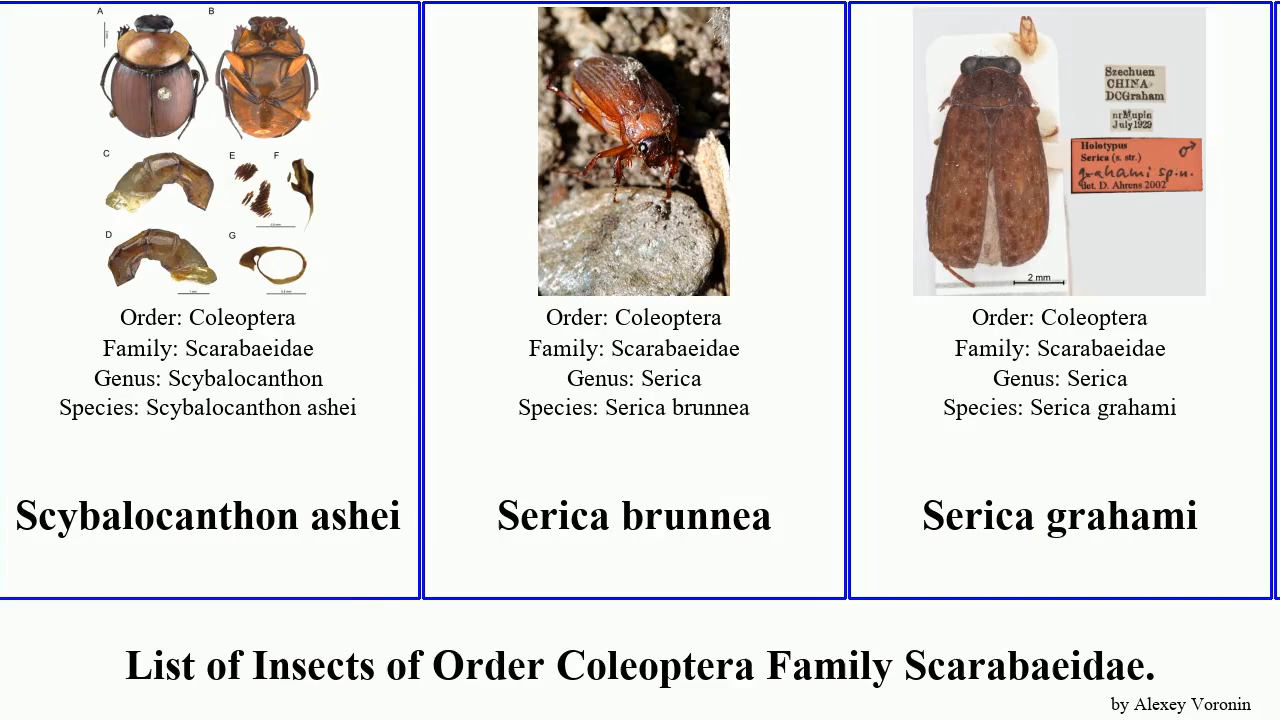 A
B
C
E
F
D
G
Order: Coleoptera
Family: Scarabaeidae
Genus: Scybalocanthon
Species: Scybalocanthon ashei
Scybalocanthon ashei
Order: Coleoptera
Family: Scarabaeidae
Genus: Serica
Species: Serica brunnea
Serica brunnea
Szechuen
CHINA
DCGraham
nrMupin
July1929
Holotypus
Serica (s. str.) ♂
grahami sp.n.
det. D. Ahrens 2002
2 mm
Order: Coleoptera
Family: Scarabaeidae
Genus: Serica
Species: Serica grahami
Serica grahami
List of Insects of Order Coleoptera Family Scarabaeidae.
by Alexey Voronin